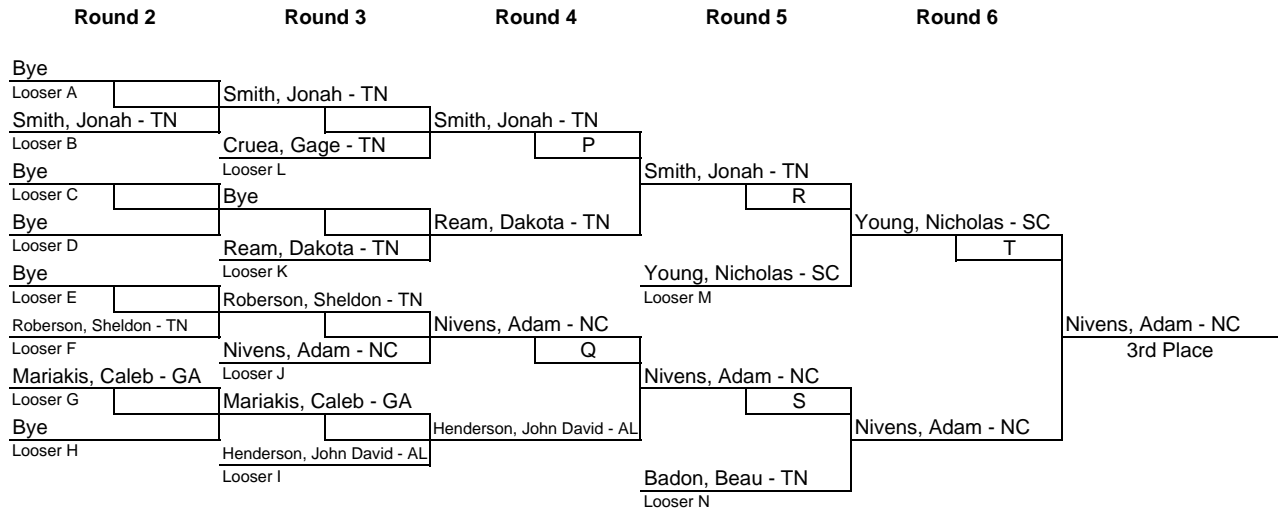 Round 2 Round 3 Round 4 Round 5 Round 6
Bye
Looser A
Smith, Jonah - TN
Smith, Jonah - TN
Smith, Jonah - TN
Looser B
Cruea, Gage - TN
P
Looser L
Bye
Smith, Jonah - TN
Looser C
Bye
R
Bye
Ream, Dakota - TN
Young, Nicholas - SC
Looser D
Ream, Dakota - TN
T
Looser K
Bye
Young, Nicholas - SC
Looser E
Roberson, Sheldon - TN
Looser M
Roberson, Sheldon - TN
Nivens, Adam - NC
Nivens, Adam - NC
Looser F
Nivens, Adam - NC
Q
3rd Place
Looser J
Mariakis, Caleb - GA
Nivens, Adam - NC
Looser G
Mariakis, Caleb - GA
S
Bye
Henderson, John David - AL
Nivens, Adam - NC
Looser H
Henderson, John David - AL
Looser I
Badon, Beau - TN
Looser N